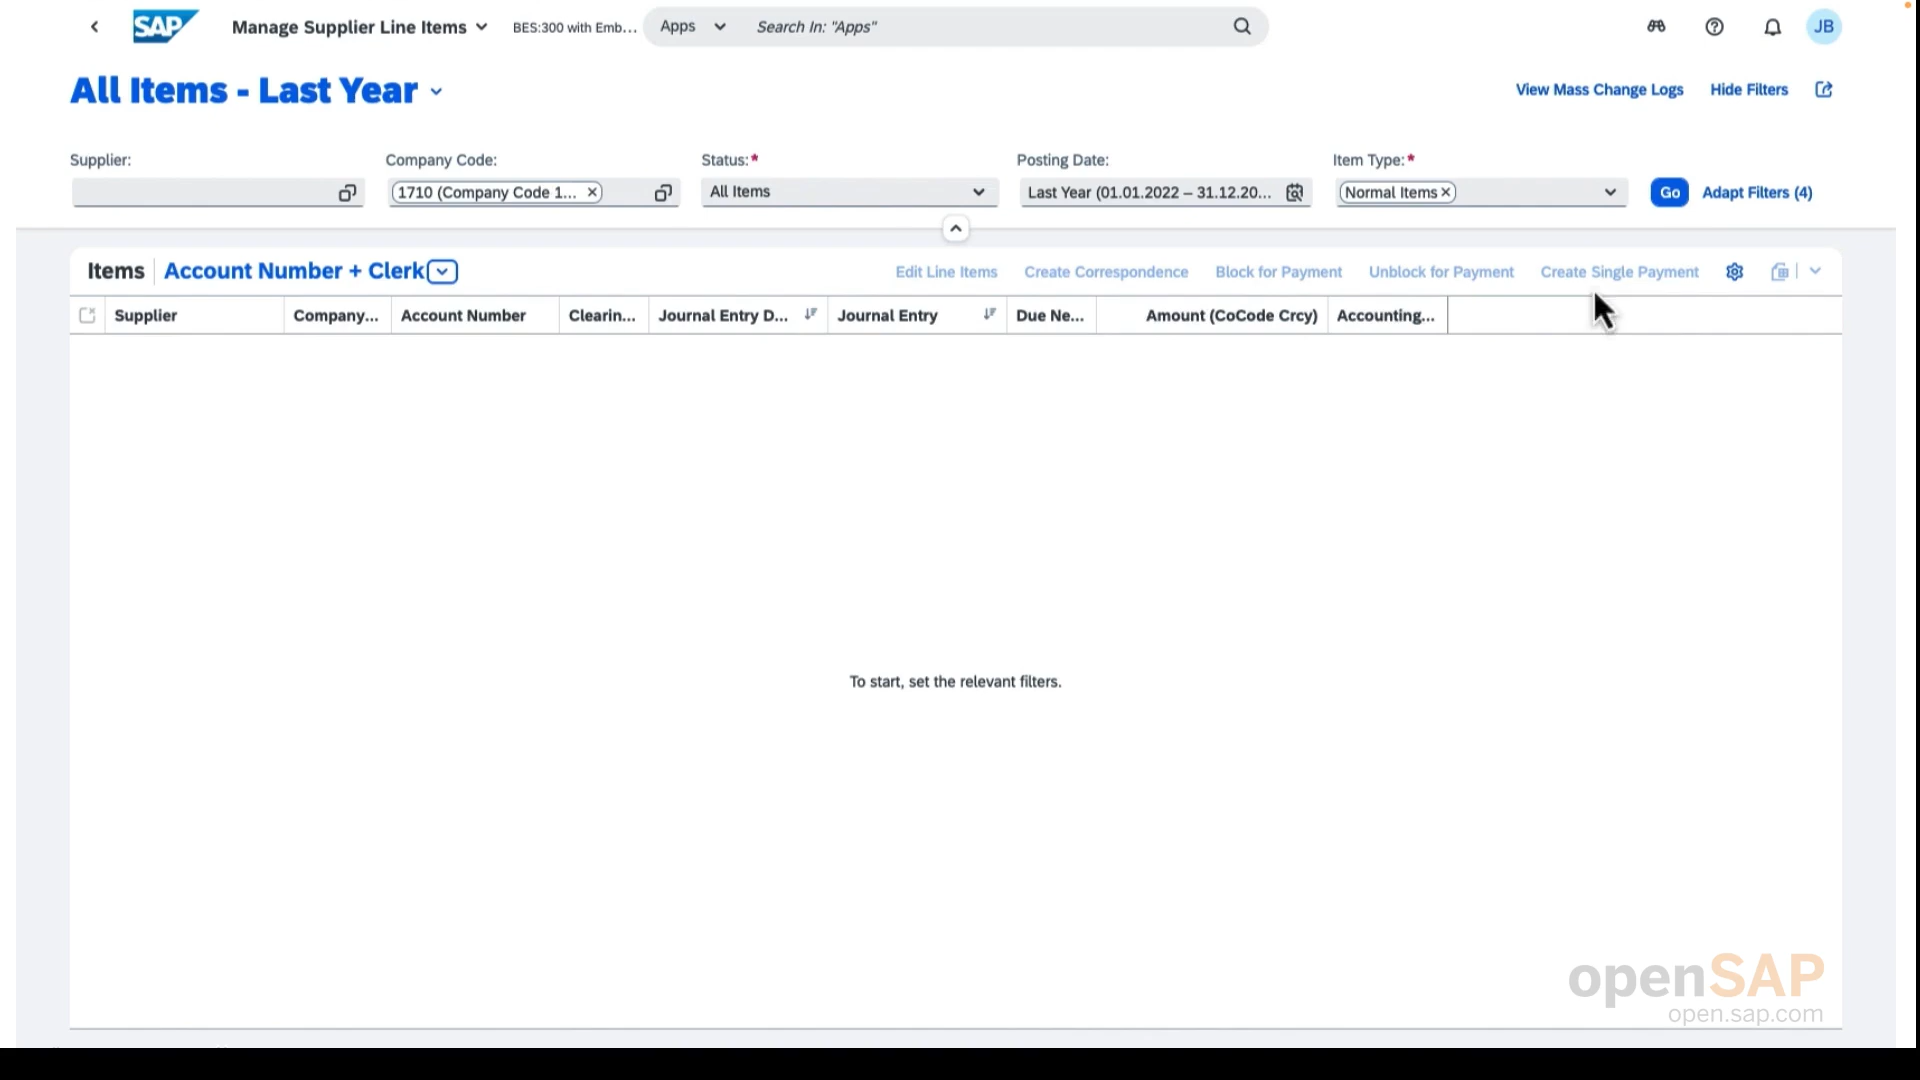 SAP
Manage Supplier Line Items
BES:300 with Emb...
Apps
Search In: "Apps"
JB
All Items - Last Year
View Mass Change Logs
Hide Filters
Supplier:
Company Code:
Status:*
Posting Date:
Item Type:*
1710 (Company Code 1...
All Items
Last Year (01.01.2022 – 31.12.20...
Normal Items
Go
Adapt Filters (4)
Items
Account Number + Clerk
Edit Line Items
Create Correspondence
Block for Payment
Unblock for Payment
Create Single Payment
Supplier
Company...
Account Number
Clearin...
Journal Entry D...
Journal Entry
Due Ne...
Amount (CoCode Crcy)
Accounting...
To start, set the relevant filters.
openSAP
open.sap.com